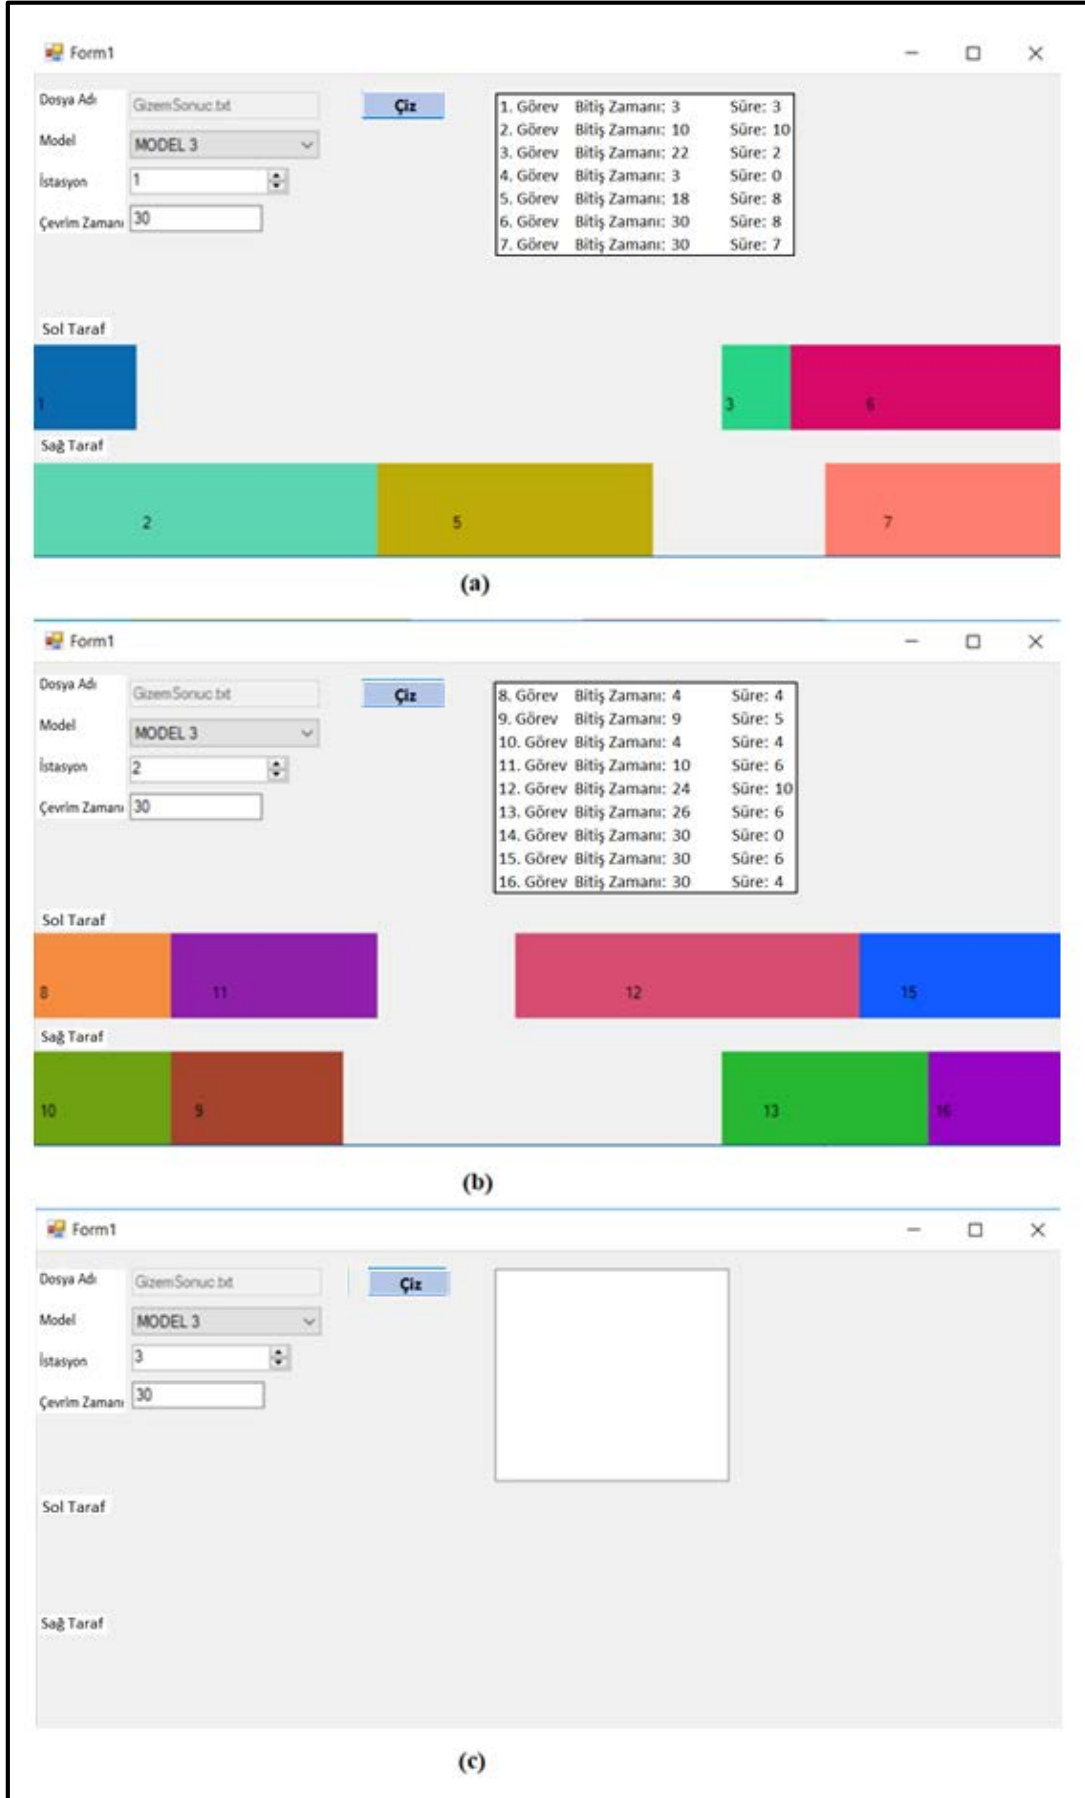 Form1
Dosya Adı GizemSonuc.txt Çiz
Model MODEL 3
İstasyon 1
Çevrim Zamanı 30
1. Görev Bitiş Zamanı: 3 Süre: 3
2. Görev Bitiş Zamanı: 10 Süre: 10
3. Görev Bitiş Zamanı: 22 Süre: 2
4. Görev Bitiş Zamanı: 3 Süre: 0
5. Görev Bitiş Zamanı: 18 Süre: 8
6. Görev Bitiş Zamanı: 30 Süre: 8
7. Görev Bitiş Zamanı: 30 Süre: 7
Sol Taraf
1 3 6
Sağ Taraf
2 5 7
(a)
Form1
Dosya Adı GizemSonuc.txt Çiz
Model MODEL 3
İstasyon 2
Çevrim Zamanı 30
8. Görev Bitiş Zamanı: 4 Süre: 4
9. Görev Bitiş Zamanı: 9 Süre: 5
10. Görev Bitiş Zamanı: 4 Süre: 4
11. Görev Bitiş Zamanı: 10 Süre: 6
12. Görev Bitiş Zamanı: 24 Süre: 10
13. Görev Bitiş Zamanı: 26 Süre: 6
14. Görev Bitiş Zamanı: 30 Süre: 0
15. Görev Bitiş Zamanı: 30 Süre: 6
16. Görev Bitiş Zamanı: 30 Süre: 4
Sol Taraf
8 11 12 15
Sağ Taraf
10 9 13 16
(b)
Form1
Dosya Adı GizemSonuc.txt Çiz
Model MODEL 3
İstasyon 3
Çevrim Zamanı 30
Sol Taraf
Sağ Taraf
(c)